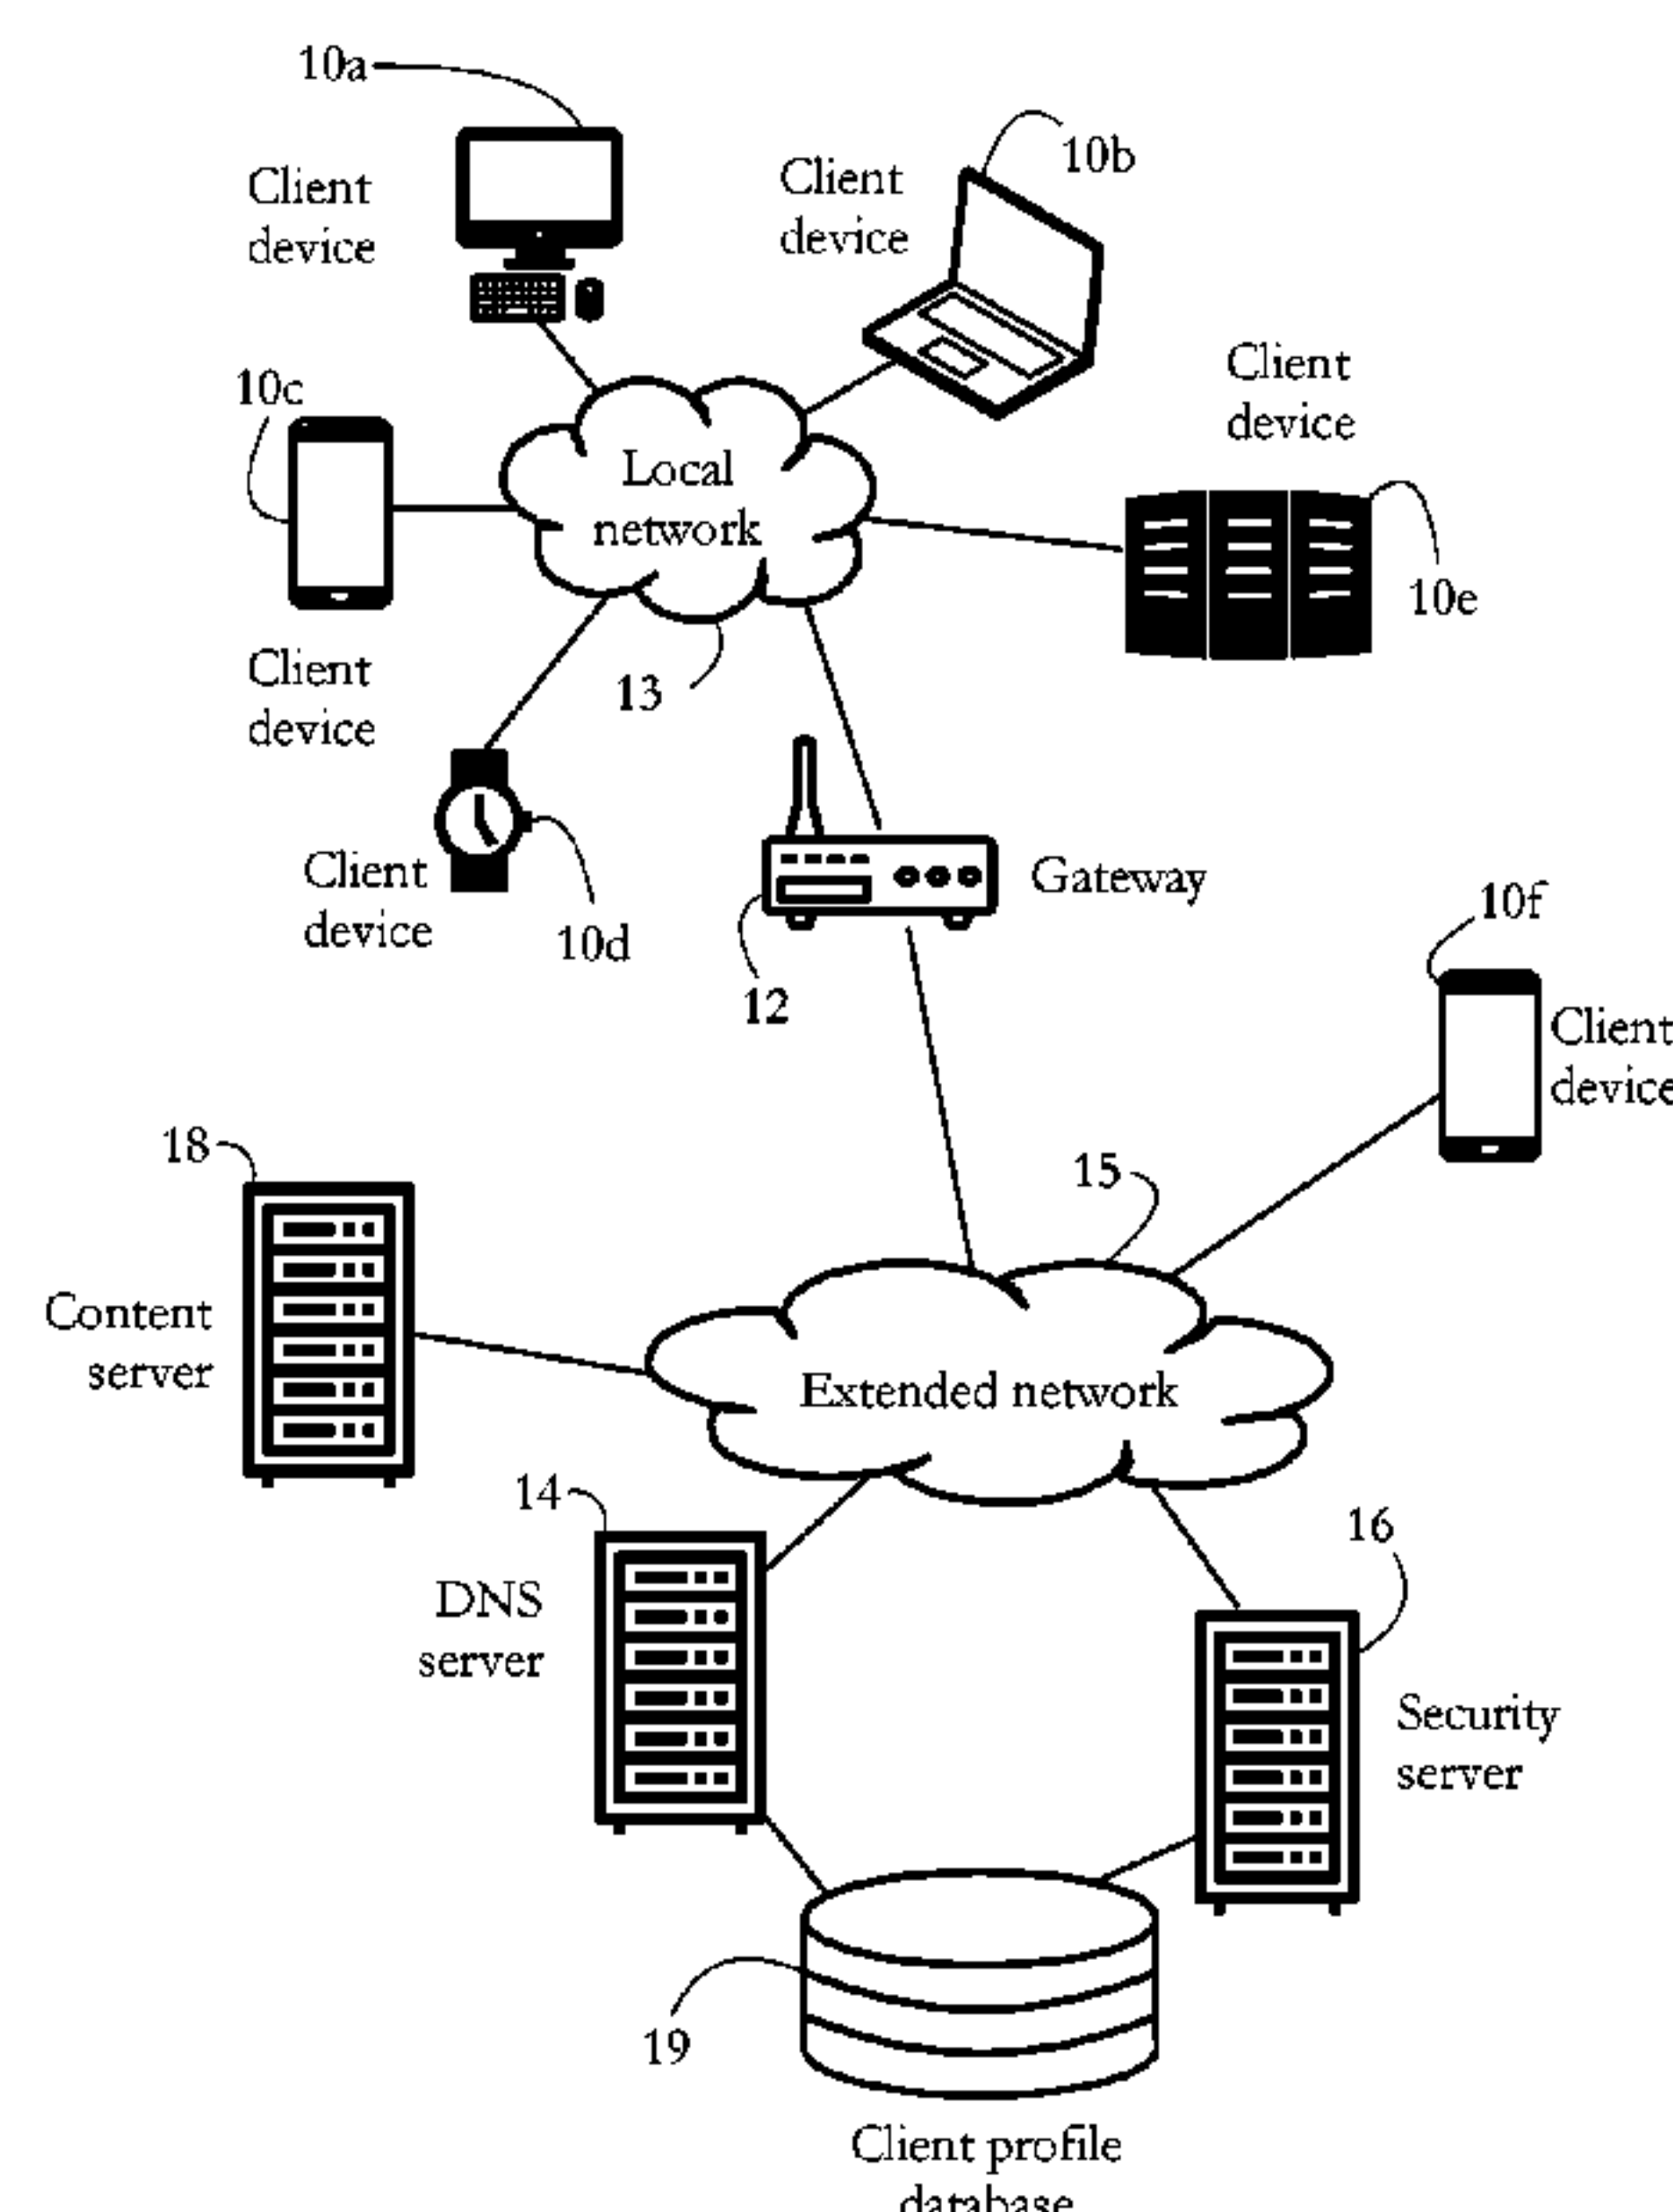 10a
Client
device
Client
device
10b
10c
Local
network
Client
device
10e
Client
device
13
Client
device
10d
Gateway
12
10f
Client
device
18
15
Content
server
Extended network
14
16
DNS
server
Security
server
19
Client profile
database